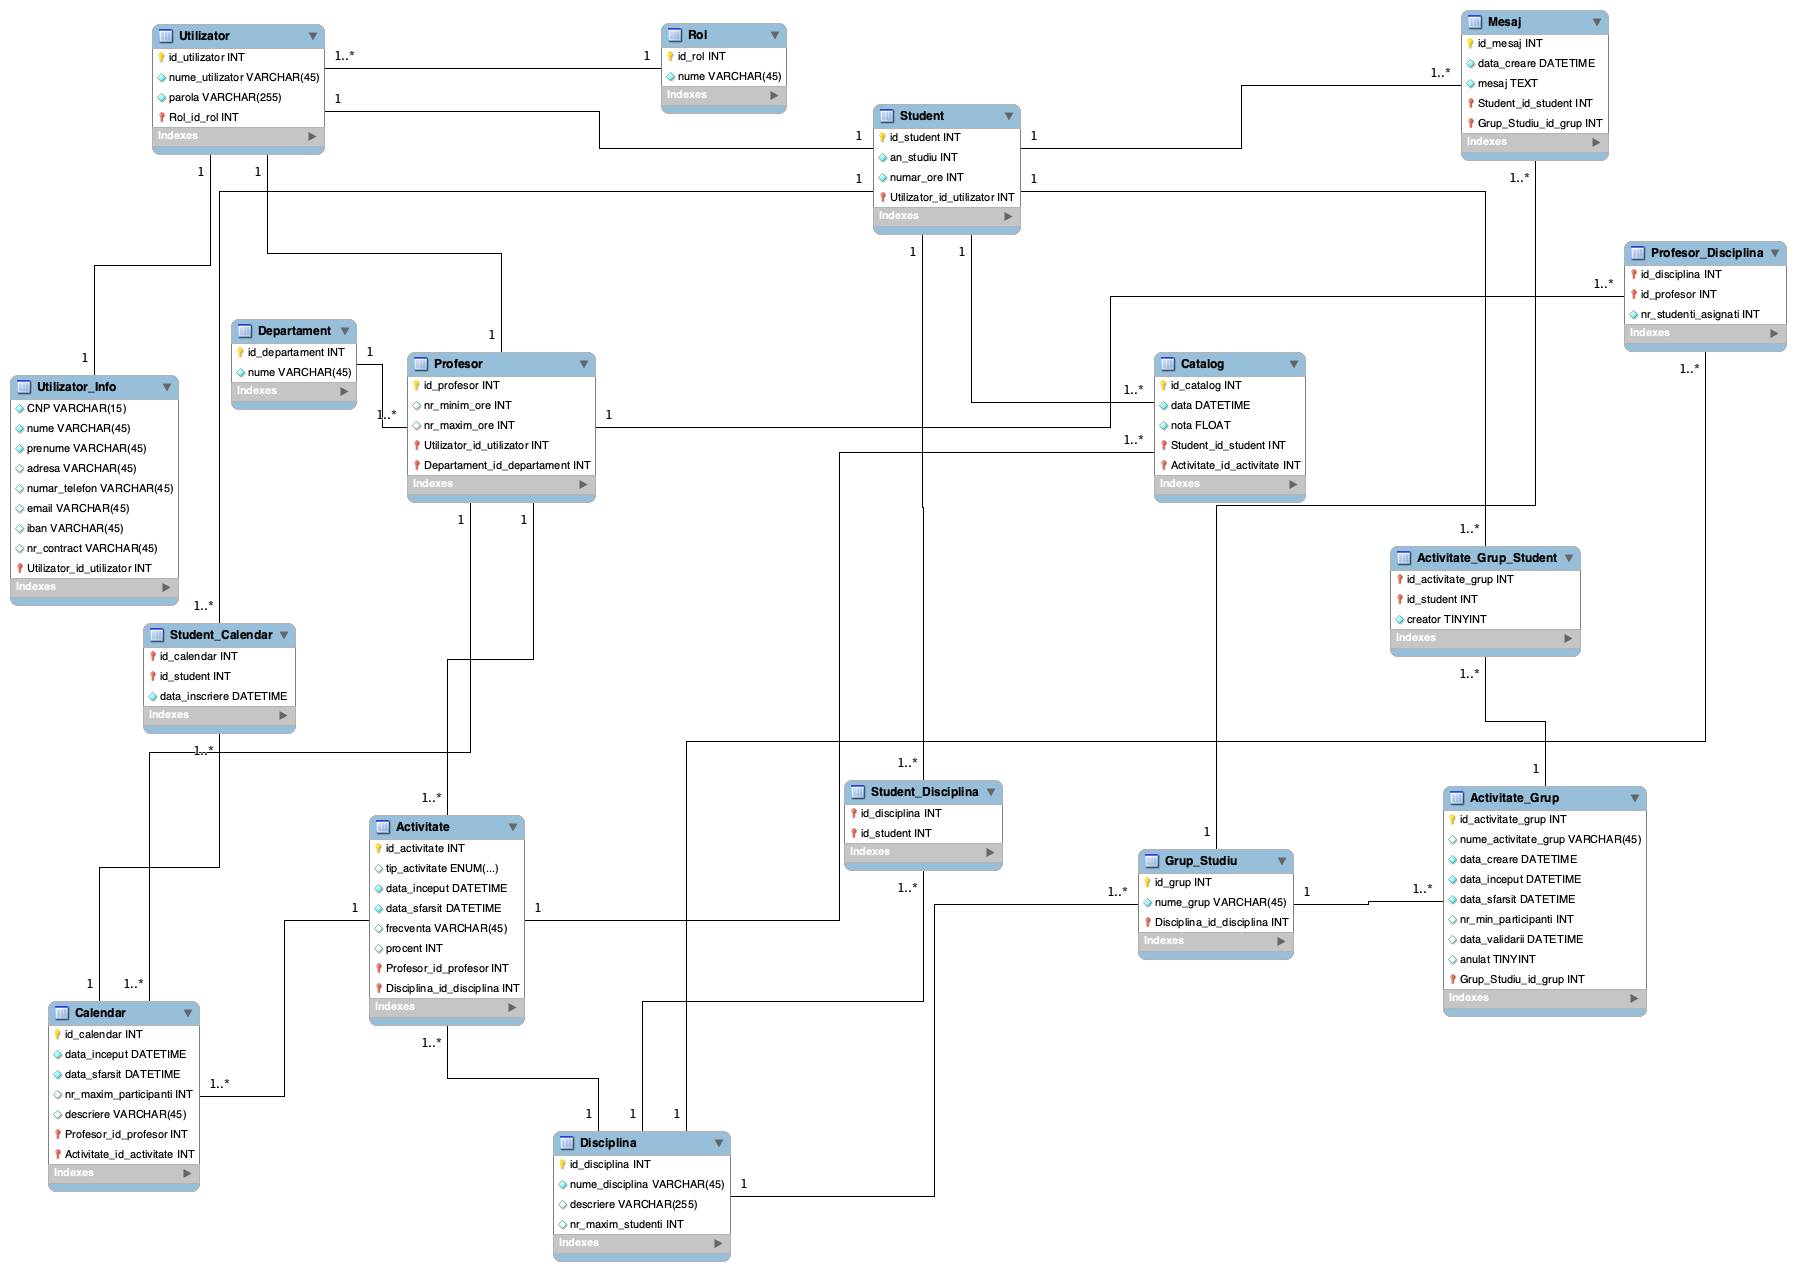 Utilizator
id_utilizator INT
nume_utilizator VARCHAR(45)
parola VARCHAR(255)
Rol_id_rol INT
Indexes
1..*
1
1
1
1
Rol
id_rol INT
nume VARCHAR(45)
Indexes
Student
id_student INT
an_studiu INT
numar_ore INT
Utilizator_id_utilizator INT
Indexes
1
1
1
1
1
1
Mesaj
id_mesaj INT
data_creare DATETIME
mesaj TEXT
Student_id_student INT
Grup_Studiu_id_grup INT
Indexes
1..*
1..*
Profesor_Disciplina
id_disciplina INT
id_profesor INT
nr_studenti_asignati INT
Indexes
1..*
1..*
Departament
id_departament INT
nume VARCHAR(45)
Indexes
1
1..*
Profesor
id_profesor INT
nr_minim_ore INT
nr_maxim_ore INT
Utilizator_id_utilizator INT
Departament_id_departament INT
Indexes
1
1
1
1
Catalog
id_catalog INT
data DATETIME
nota FLOAT
Student_id_student INT
Activitate_id_activitate INT
Indexes
1..*
1..*
1
Utilizator_Info
CNP VARCHAR(15)
nume VARCHAR(45)
prenume VARCHAR(45)
adresa VARCHAR(45)
numar_telefon VARCHAR(45)
email VARCHAR(45)
iban VARCHAR(45)
nr_contract VARCHAR(45)
Utilizator_id_utilizator INT
Indexes
1..*
Activitate_Grup_Student
id_activitate_grup INT
id_student INT
creator TINYINT
Indexes
1..*
1..*
Student_Calendar
id_calendar INT
id_student INT
data_inscriere DATETIME
Indexes
1..*
1..*
Student_Disciplina
id_disciplina INT
id_student INT
Indexes
1..*
1
Activitate_Grup
id_activitate_grup INT
nume_activitate_grup VARCHAR(45)
data_creare DATETIME
data_inceput DATETIME
data_sfarsit DATETIME
nr_min_participanti INT
data_validarii DATETIME
anulat TINYINT
Grup_Studiu_id_grup INT
Indexes
1..*
1..*
Activitate
id_activitate INT
tip_activitate ENUM(...)
data_inceput DATETIME
data_sfarsit DATETIME
frecventa VARCHAR(45)
procent INT
Profesor_id_profesor INT
Disciplina_id_disciplina INT
Indexes
1
1
1..*
1
Grup_Studiu
id_grup INT
nume_grup VARCHAR(45)
Disciplina_id_disciplina INT
Indexes
1..*
1
1
1..*
Calendar
id_calendar INT
data_inceput DATETIME
data_sfarsit DATETIME
nr_maxim_participanti INT
descriere VARCHAR(45)
Profesor_id_profesor INT
Activitate_id_activitate INT
Indexes
1..*
1
1
1
Disciplina
id_disciplina INT
nume_disciplina VARCHAR(45)
descriere VARCHAR(255)
nr_maxim_studenti INT
Indexes
1